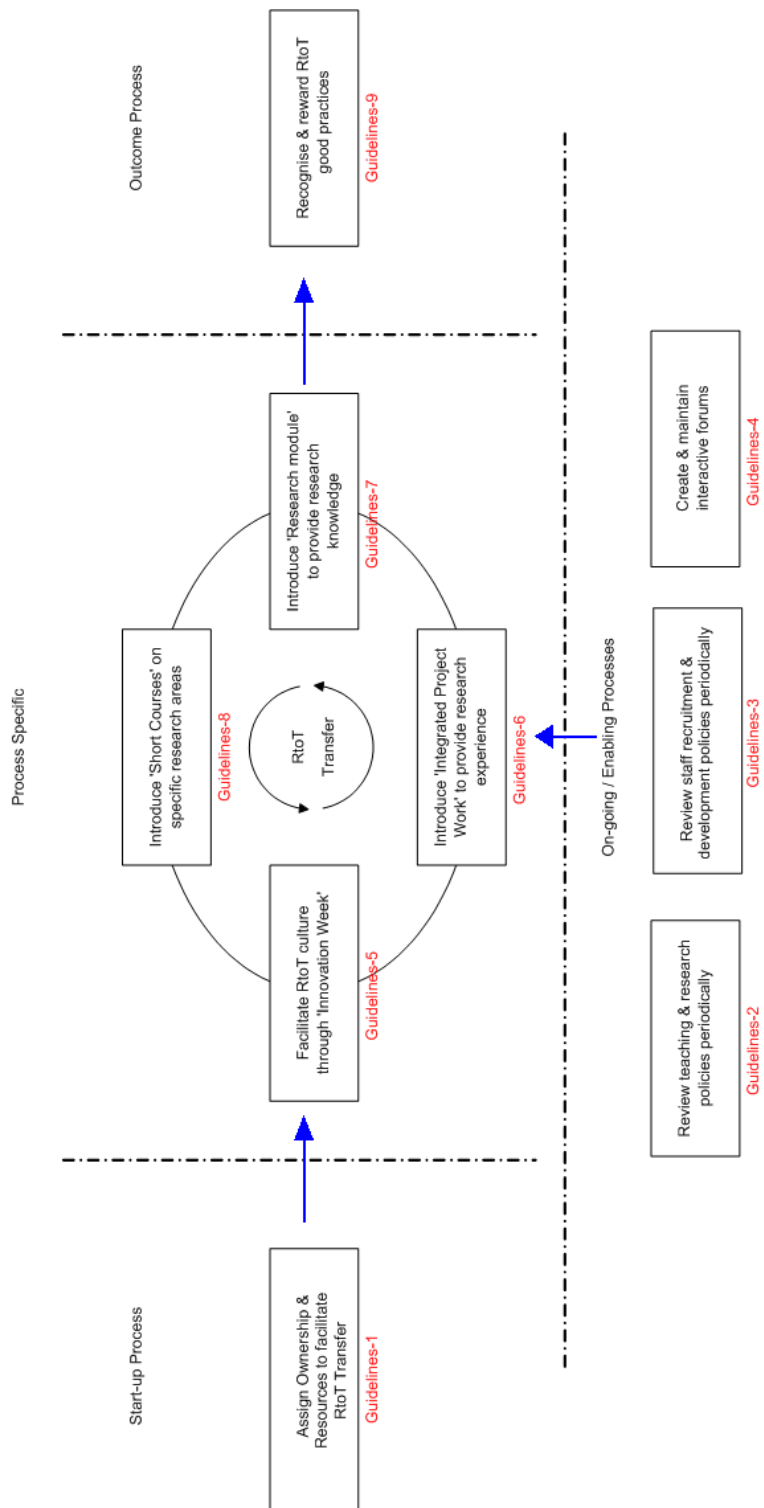 Process Specific
Start-up Process
Outcome Process
Introduce 'Short Courses' on
specific research areas
Guidelines-8
Assign Ownership &
Resources to facilitate
RtoT Transfer
Guidelines-1
Facilitate RtoT culture
through 'Innovation Week'
Guidelines-5
RtoT
Transfer
Introduce 'Research module'
to provide research
knowledge
Guidelines-7
Recognise & reward RtoT
good practices
Guidelines-9
Introduce 'Integrated Project
Work' to provide research
experience
Guidelines-6
On-going / Enabling Processes
Review teaching & research
policies periodically
Guidelines-2
Review staff recruitment &
development policies periodically
Guidelines-3
Create & maintain
interactive forums
Guidelines-4